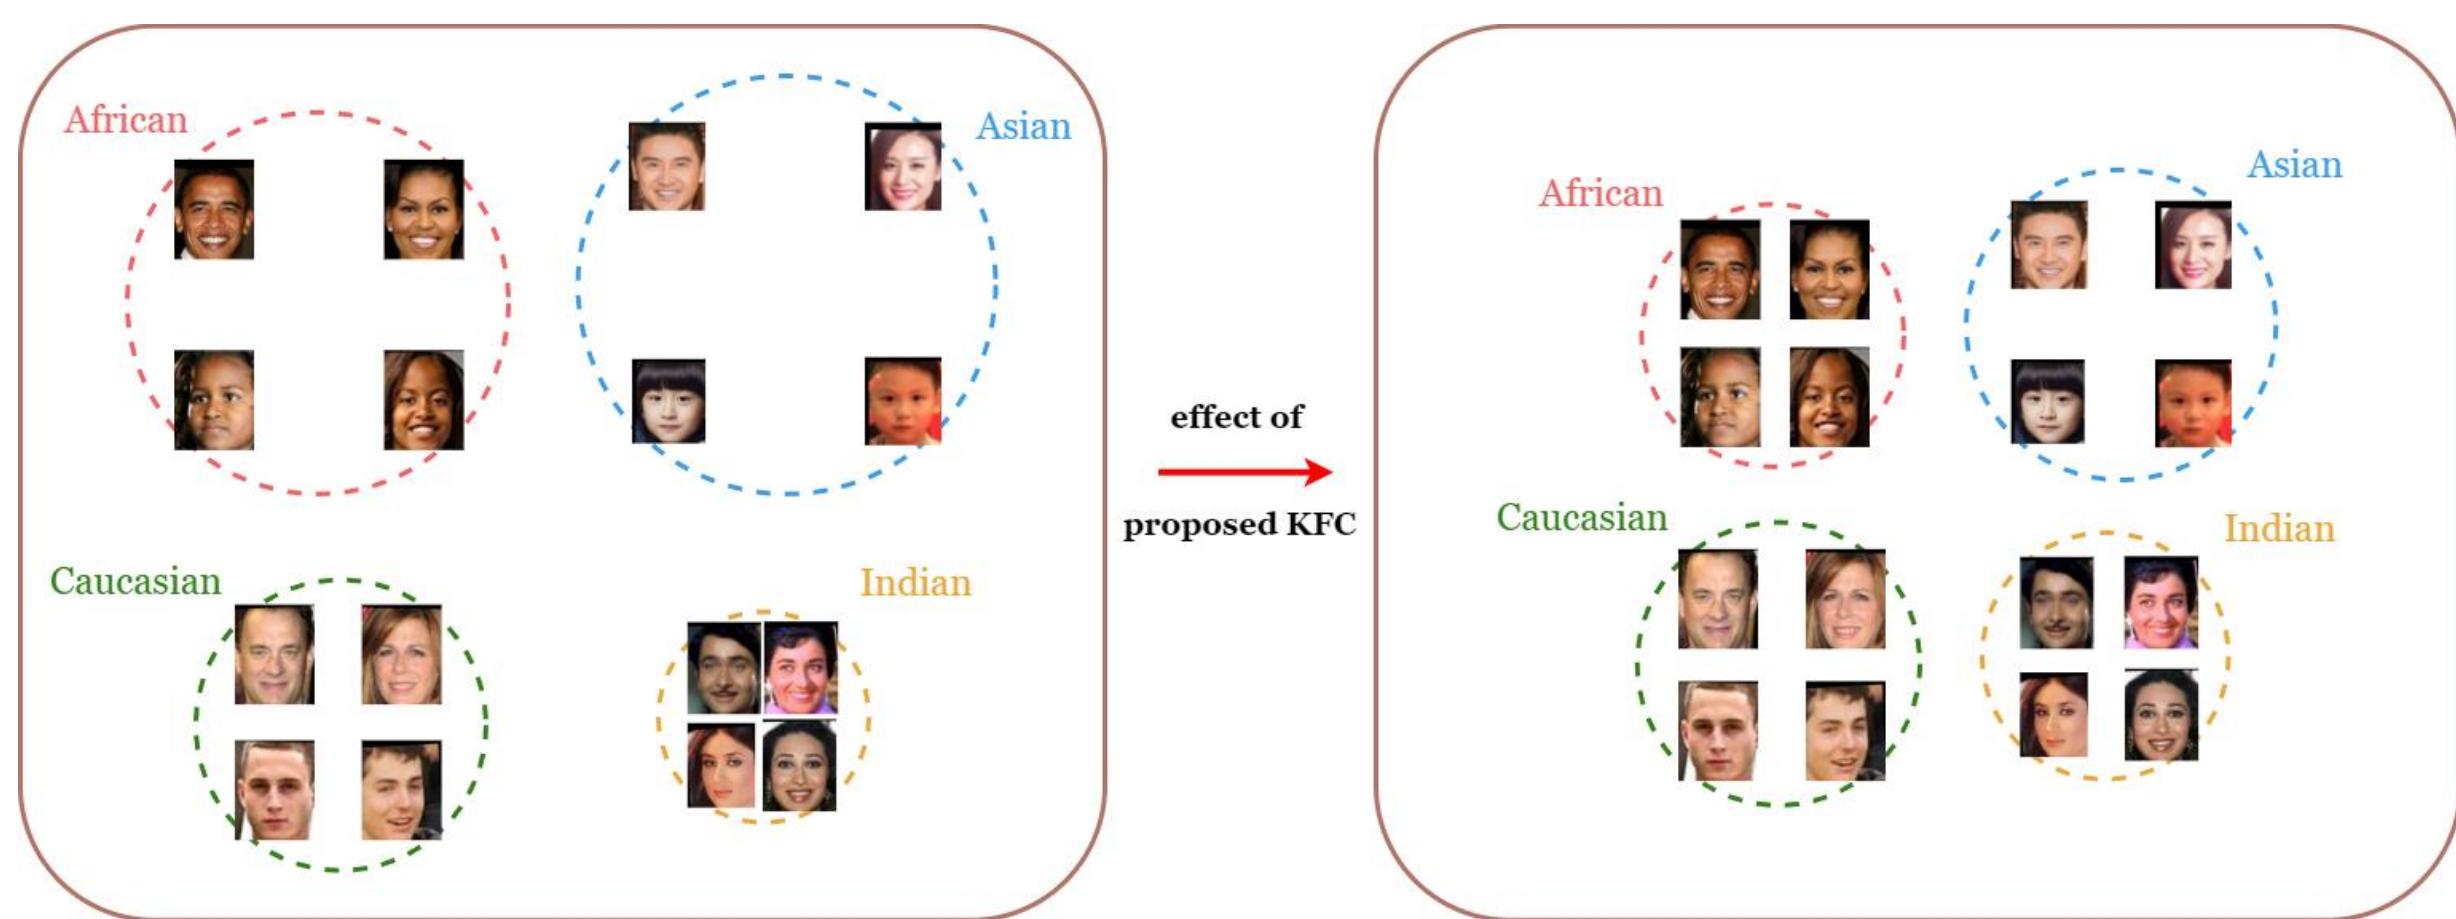 African
Asian
Caucasian
Indian
effect of
proposed KFC
African
Asian
Caucasian
Indian